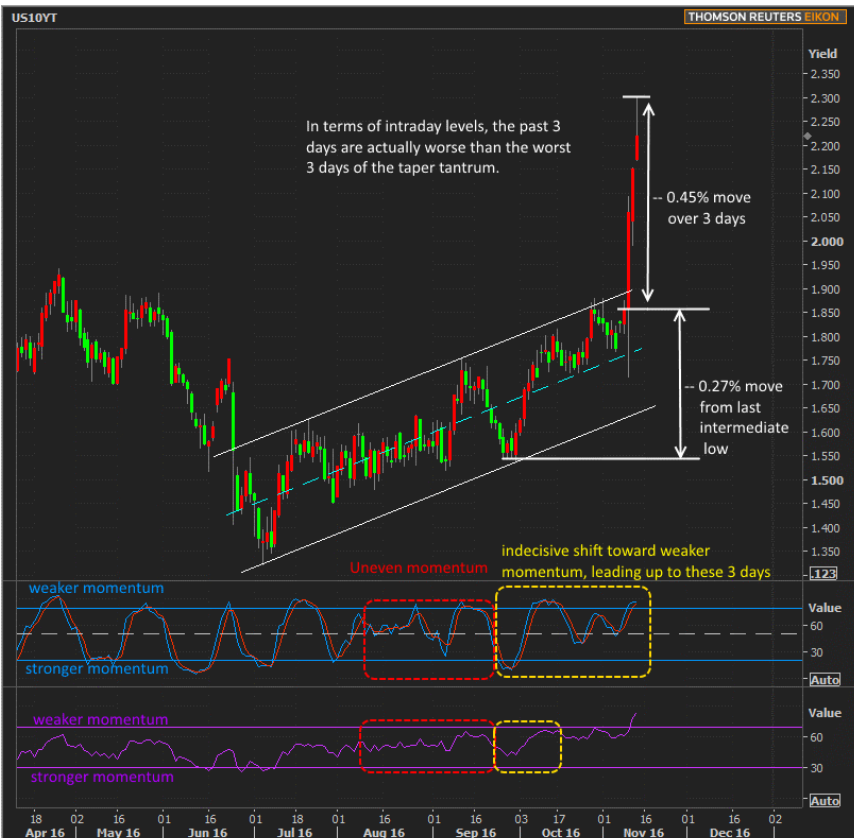 US10YT
THOMSON REUTERS EIKON
Yield
2.350
2.300
2.250
2.200
2.150
2.100
2.050
2.000
1.950
1.900
1.850
1.800
1.750
1.700
1.650
1.600
1.550
1.500
1.450
1.400
1.350
.123
In terms of intraday levels, the past 3
days are actually worse than the worst
3 days of the taper tantrum.
-- 0.45% move
over 3 days
-- 0.27% move
from last
intermediate
low
Uneven momentum
indecisive shift toward weaker
momentum, leading up to these 3 days
weaker momentum
stronger momentum
Value
60
30
Auto
weaker momentum
stronger momentum
Value
60
30
Auto
18 02 16 01 16 01 18 01 16 01 16 03 17 01 16 01 16 02
Apr 16 May 16 Jun 16 Jul 16 Aug 16 Sep 16 Oct 16 Nov 16 Dec 16